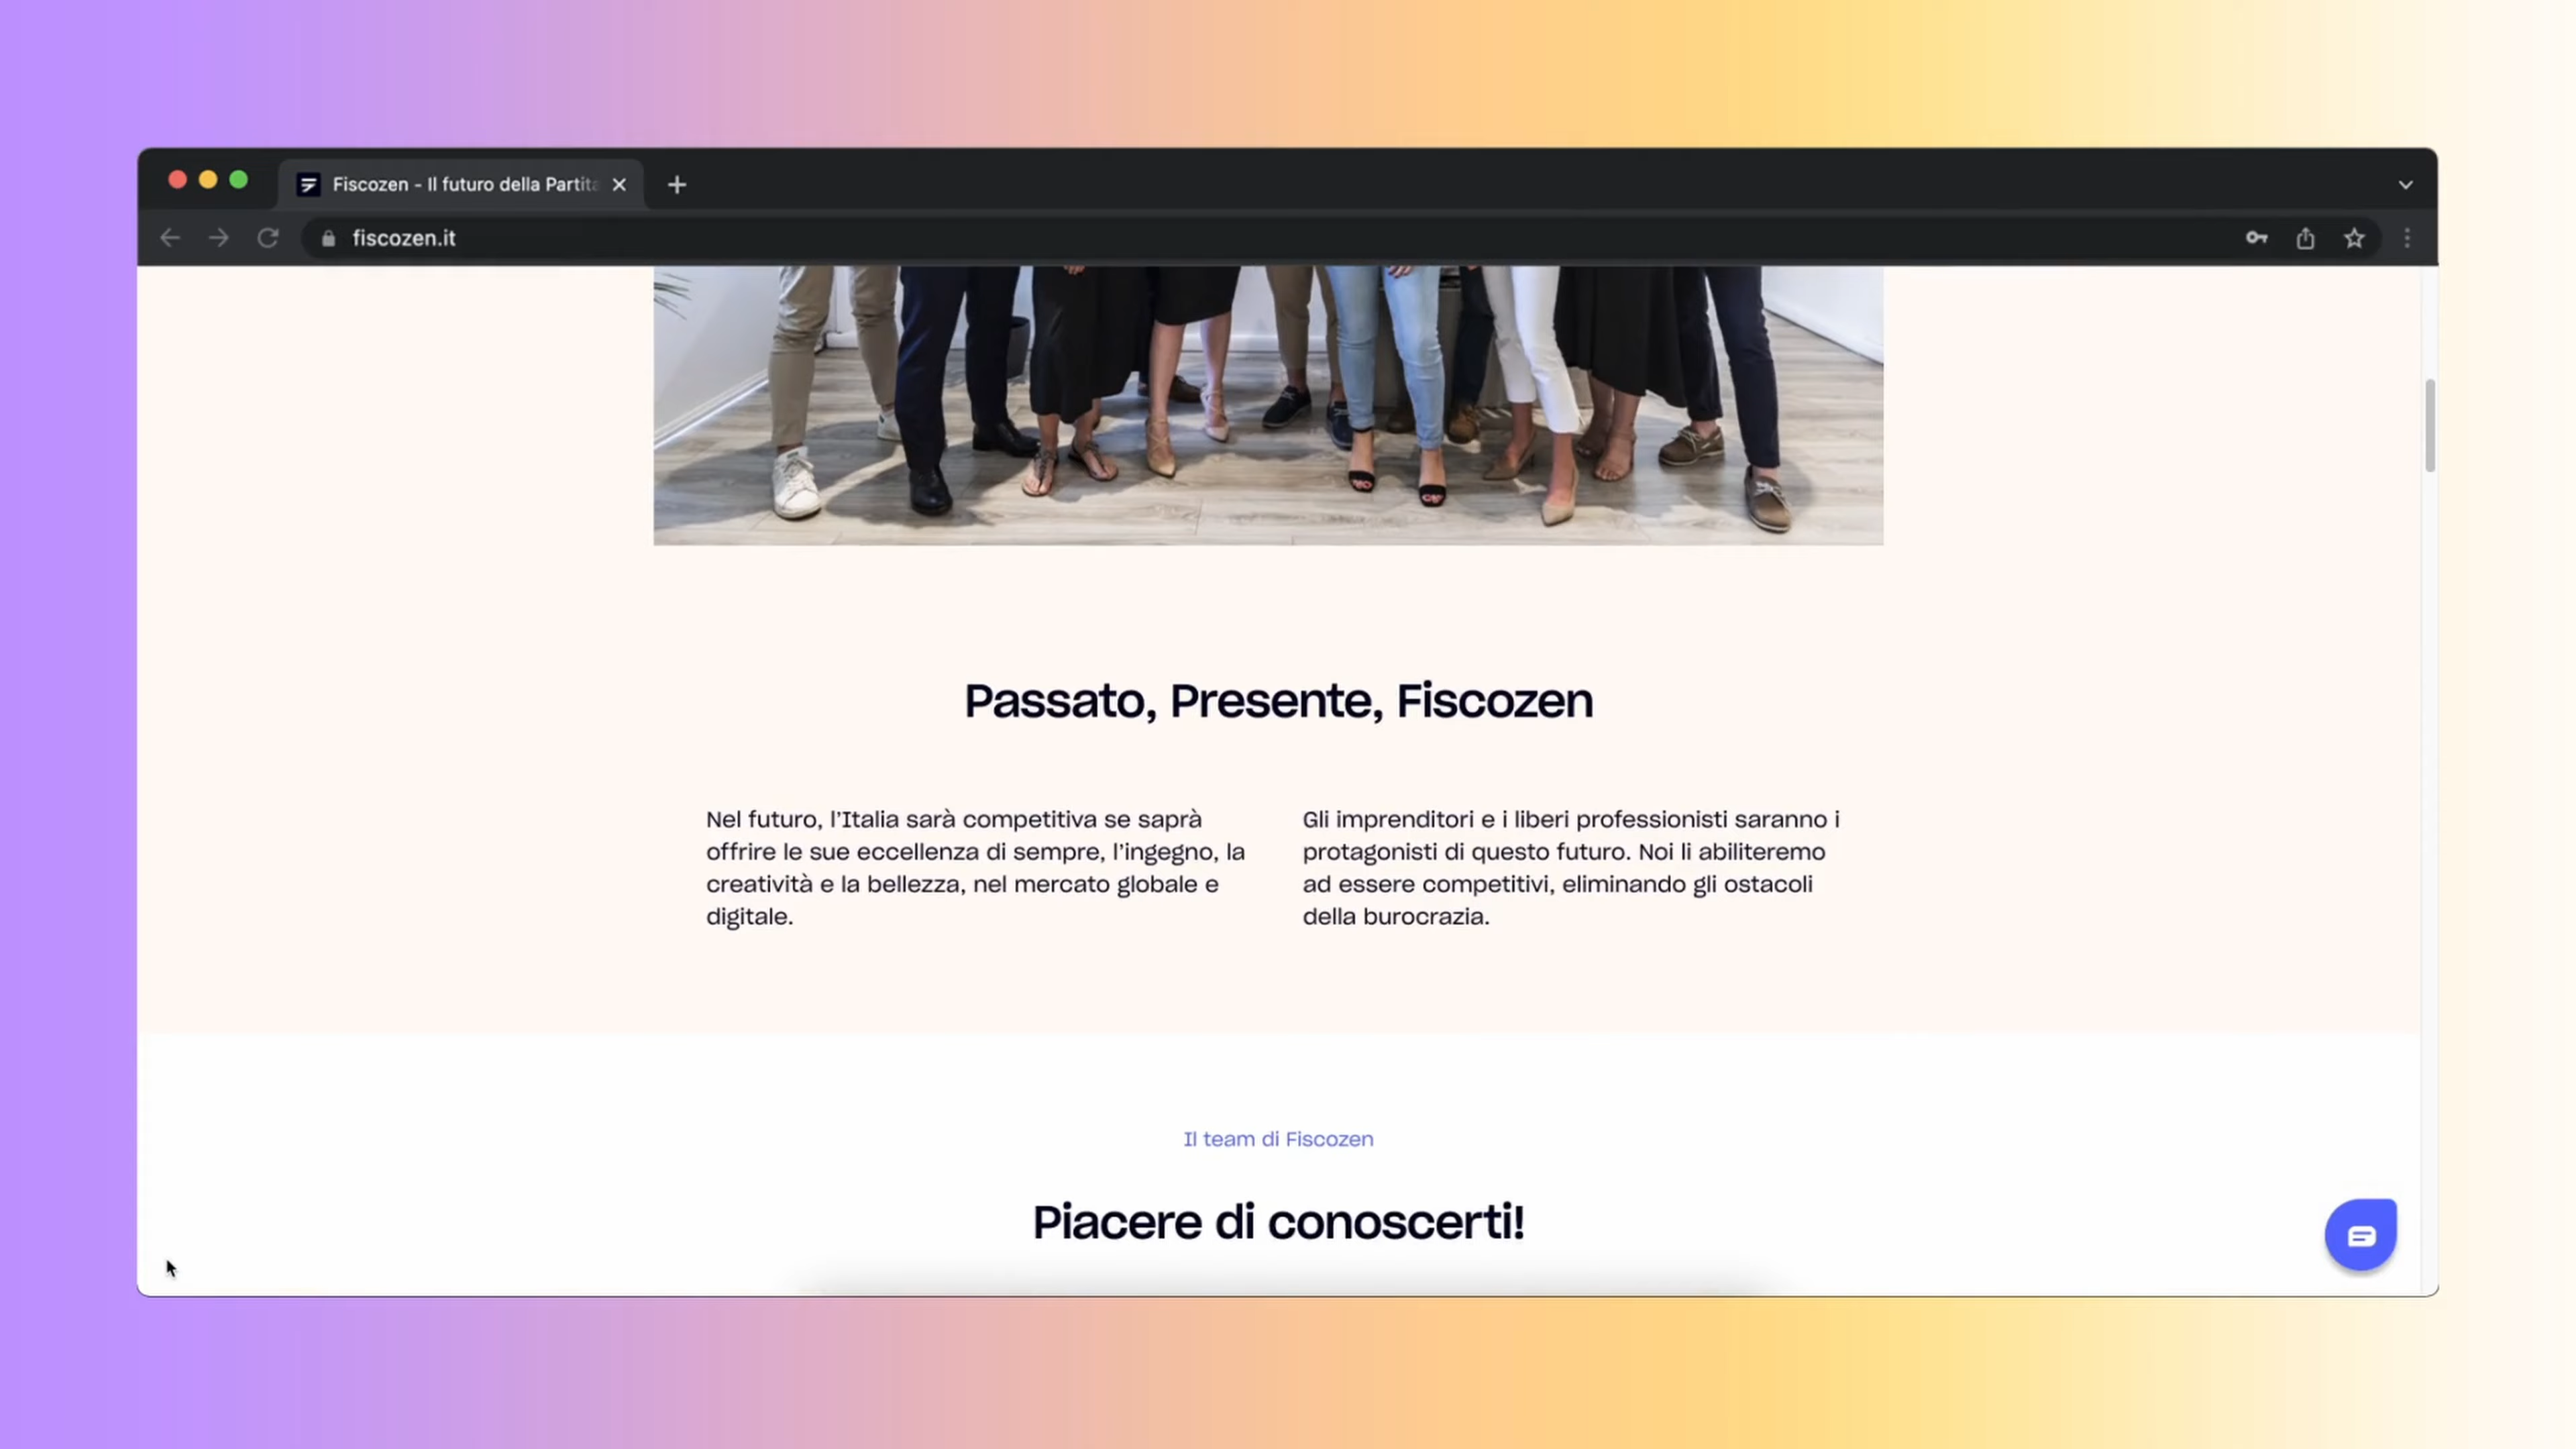 Fiscozen - Il futuro della Partita
fiscozen.it
Passato, Presente, Fiscozen
Nel futuro, l'Italia sarà competitiva se saprà
offrire le sue eccellenza di sempre, l'ingegno, la
creatività e la bellezza, nel mercato globale e
digitale.
Gli imprenditori e i liberi professionisti saranno i
protagonisti di questo futuro. Noi li abiliteremo
ad essere competitivi, eliminando gli ostacoli
della burocrazia.
Il team di Fiscozen
Piacere di conoscerti!